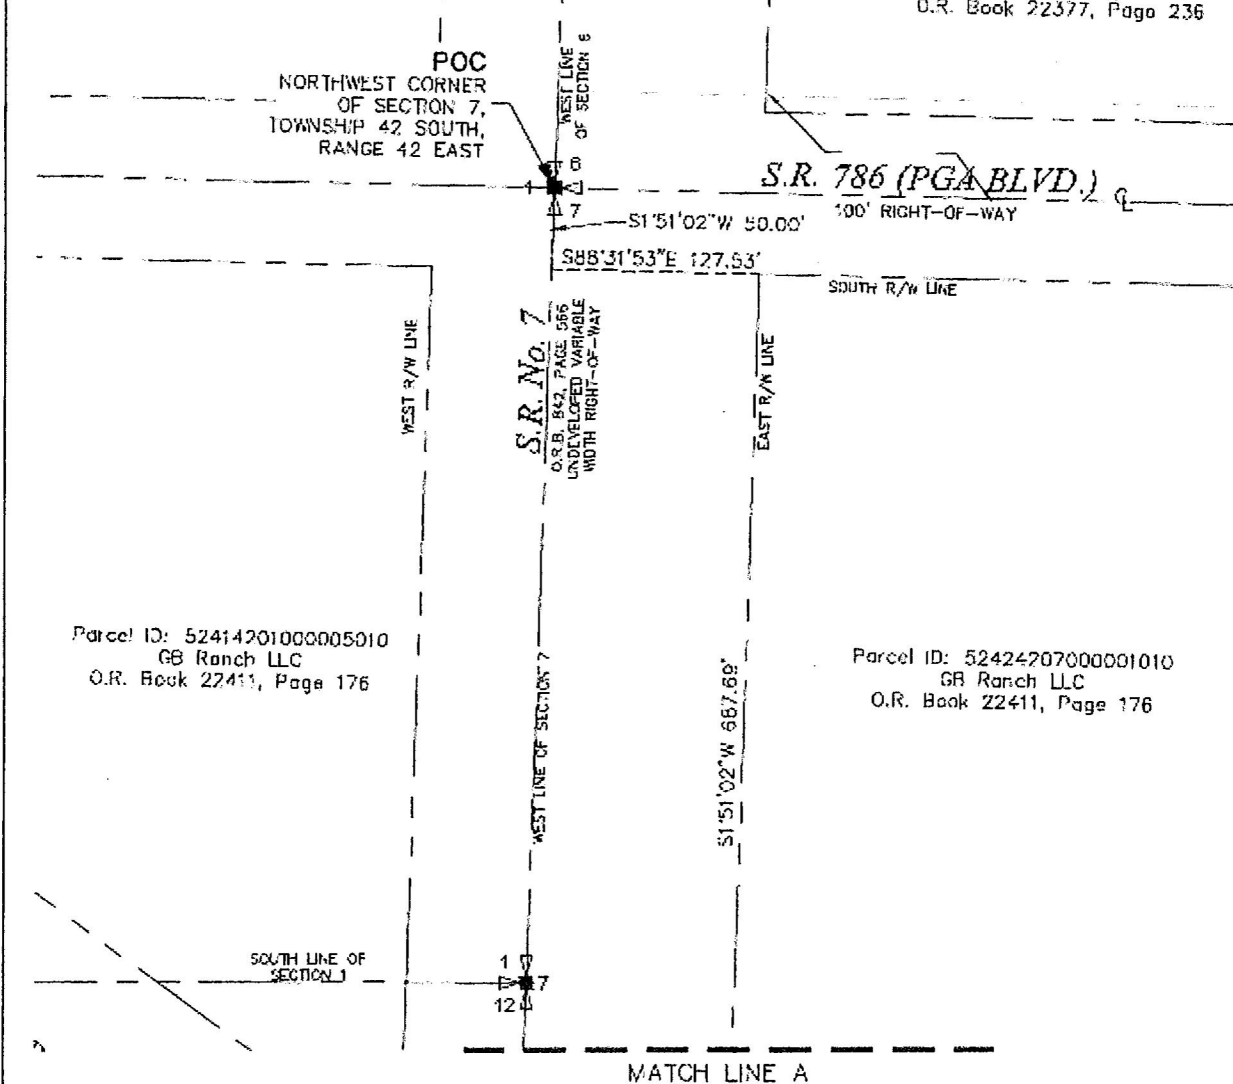 O.R. Book 22377, Page 236
POC
NORTHWEST CORNER
OF SECTION 7,
TOWNSHIP 42 SOUTH,
RANGE 42 EAST
WEST LINE
OF SECTION 6
6
1
7
S.R. 786 (PGA BLVD.)
100' RIGHT-OF-WAY
S1°51'02"W 50.00'
S88°31'53"E 127.53'
SOUTH R/W LINE
WEST R/W LINE
S.R. No. 7
O.R.B. 842, PAGE 566
UNDEVELOPED VARIABLE
WIDTH RIGHT-OF-WAY
EAST R/W LINE
Parcel ID: 52414201000005010
GB Ranch LLC
O.R. Book 22411, Page 176
Parcel ID: 52424207000001010
GB Ranch LLC
O.R. Book 22411, Page 176
WEST LINE OF SECTION 7
S1°51'02"W 667.69'
SOUTH LINE OF
SECTION 1
1
7
12
MATCH LINE A